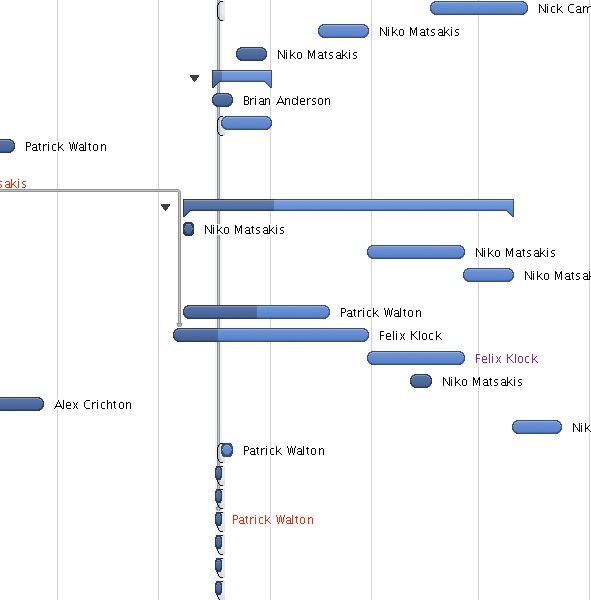 Nick Cam
Niko Matsakis
Niko Matsakis
Brian Anderson
Patrick Walton
sakis
Niko Matsakis
Niko Matsakis
Niko Matsa
Patrick Walton
Felix Klock
Felix Klock
Niko Matsakis
Alex Crichton
Nik
Patrick Walton
Patrick Walton